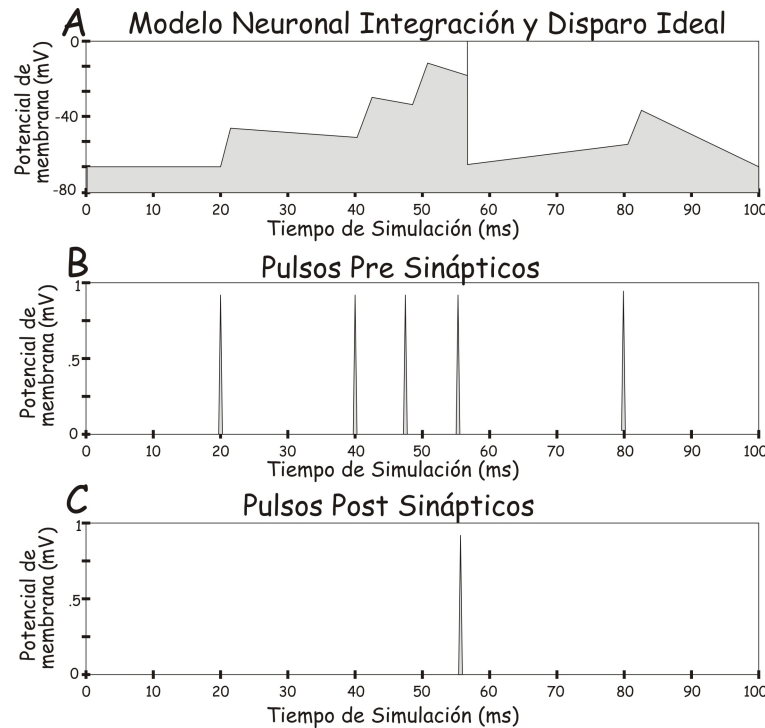 A
Modelo Neuronal Integración y Disparo Ideal
Potencial de
membrana (mV)
0
-40
-80
0 10 20 30 40 50 60 70 80 90 100
Tiempo de Simulación (ms)
B
Pulsos Pre Sinápticos
Potencial de
membrana (mV)
1
.5
0
0 10 20 30 40 50 60 70 80 90 100
Tiempo de Simulación (ms)
C
Pulsos Post Sinápticos
Potencial de
membrana (mV)
1
.5
0
0 10 20 30 40 50 60 70 80 90 100
Tiempo de Simulación (ms)